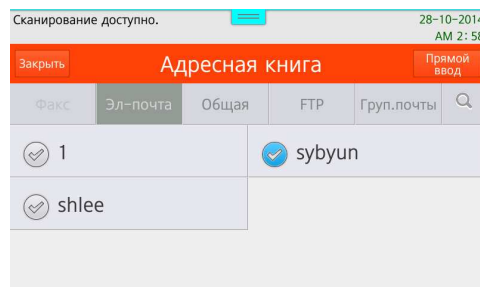 Сканирование доступно.
28-10-2014
AM 2:58
Закрыть
Адресная книга
Прямой
ввод
Факс
Эл-почта
Общая
FTP
Груп.почты
1
sybyun
shlee